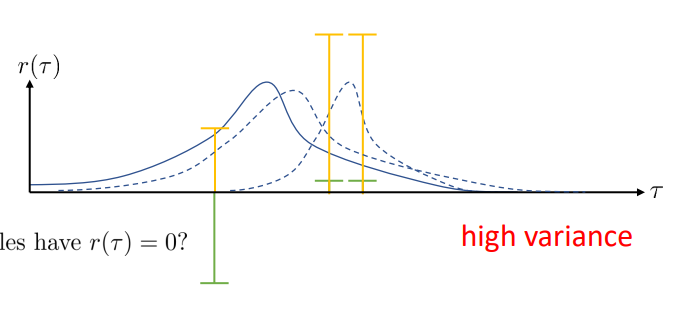 r(τ)
τ
les have r(τ) = 0?
high variance